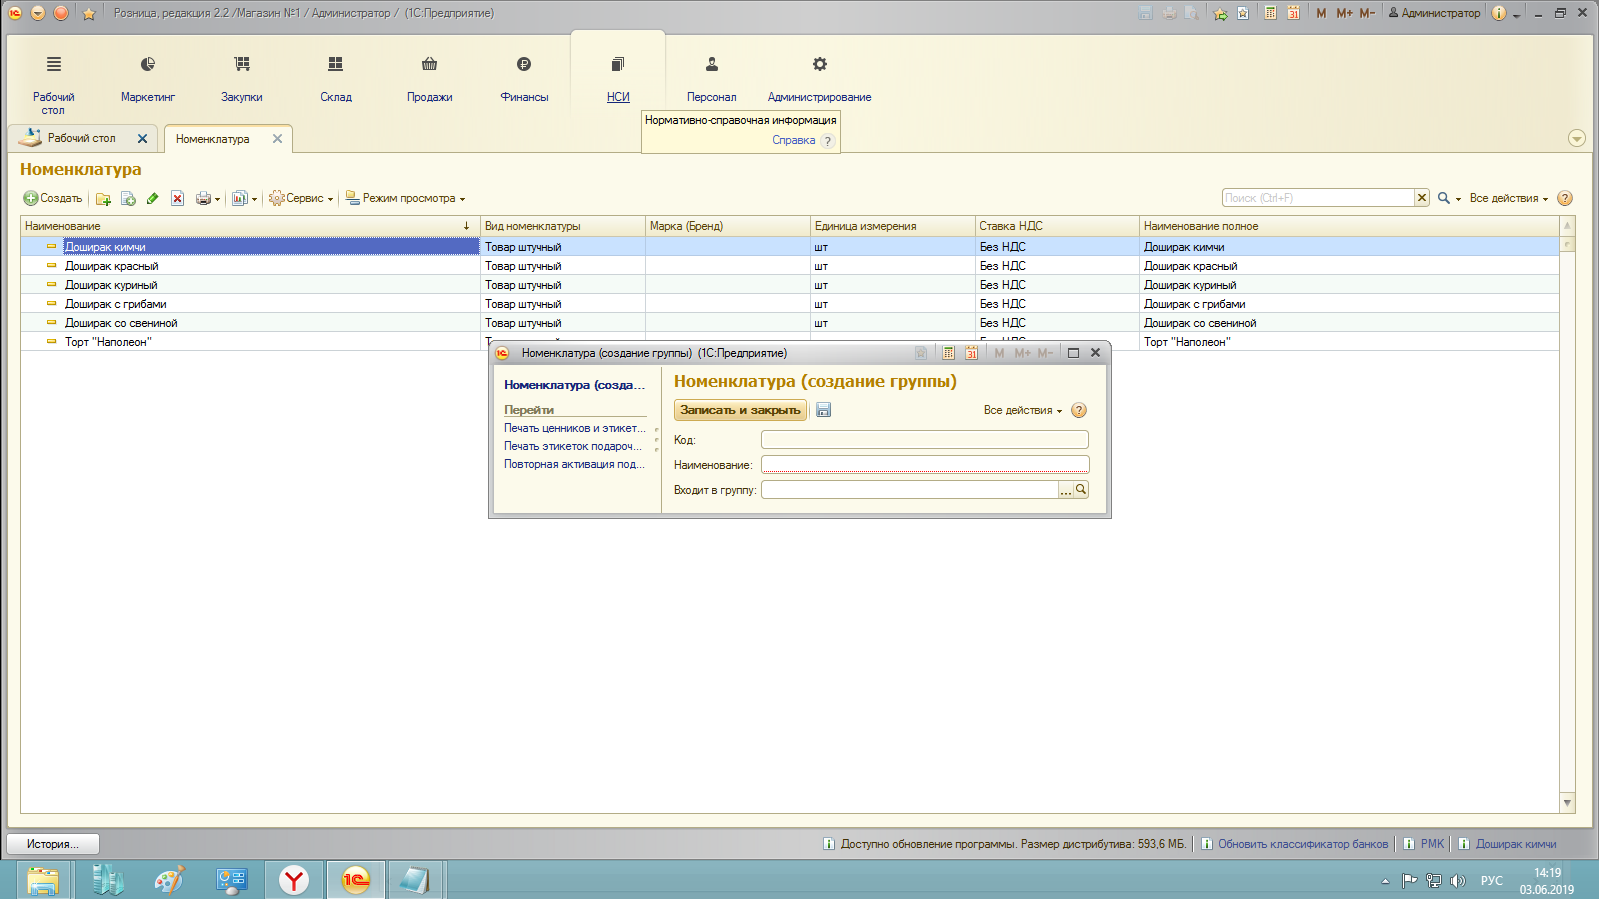 Розница, редакция 2.2 /Магазин №1 / Администратор / (1С:Предприятие)
31
M M+ M-
Администратор
Рабочий стол
Маркетинг
Закупки
Склад
Продажи
Финансы
НСИ
Персонал
Администрирование
Нормативно-справочная информация
Справка ?
Рабочий стол
Номенклатура
Номенклатура
Создать
Сервис
Режим просмотра
Поиск (Ctrl+F)
Все действия
?
Наименование Вид номенклатуры Марка (Бренд) Единица измерения Ставка НДС Наименование полное
Доширак кимчи Товар штучный шт Без НДС Доширак кимчи
Доширак красный Товар штучный шт Без НДС Доширак красный
Доширак куриный Товар штучный шт Без НДС Доширак куриный
Доширак с грибами Товар штучный шт Без НДС Доширак с грибами
Доширак со свениной Товар штучный шт Без НДС Доширак со свениной
Торт "Наполеон" Торт "Наполеон"
Номенклатура (создание группы) (1С:Предприятие)
31
M M+ M-
Номенклатура (созда...
Перейти
Печать ценников и этикет...
Печать этикеток подароч...
Повторная активация под...
Номенклатура (создание группы)
Записать и закрыть
Все действия
?
Код:
Наименование:
Входит в группу:
...
История...
Доступно обновление программы. Размер дистрибутива: 593,6 МБ.
Обновить классификатор банков
РМК
Доширак кимчи
РУС
14:19
03.06.2019